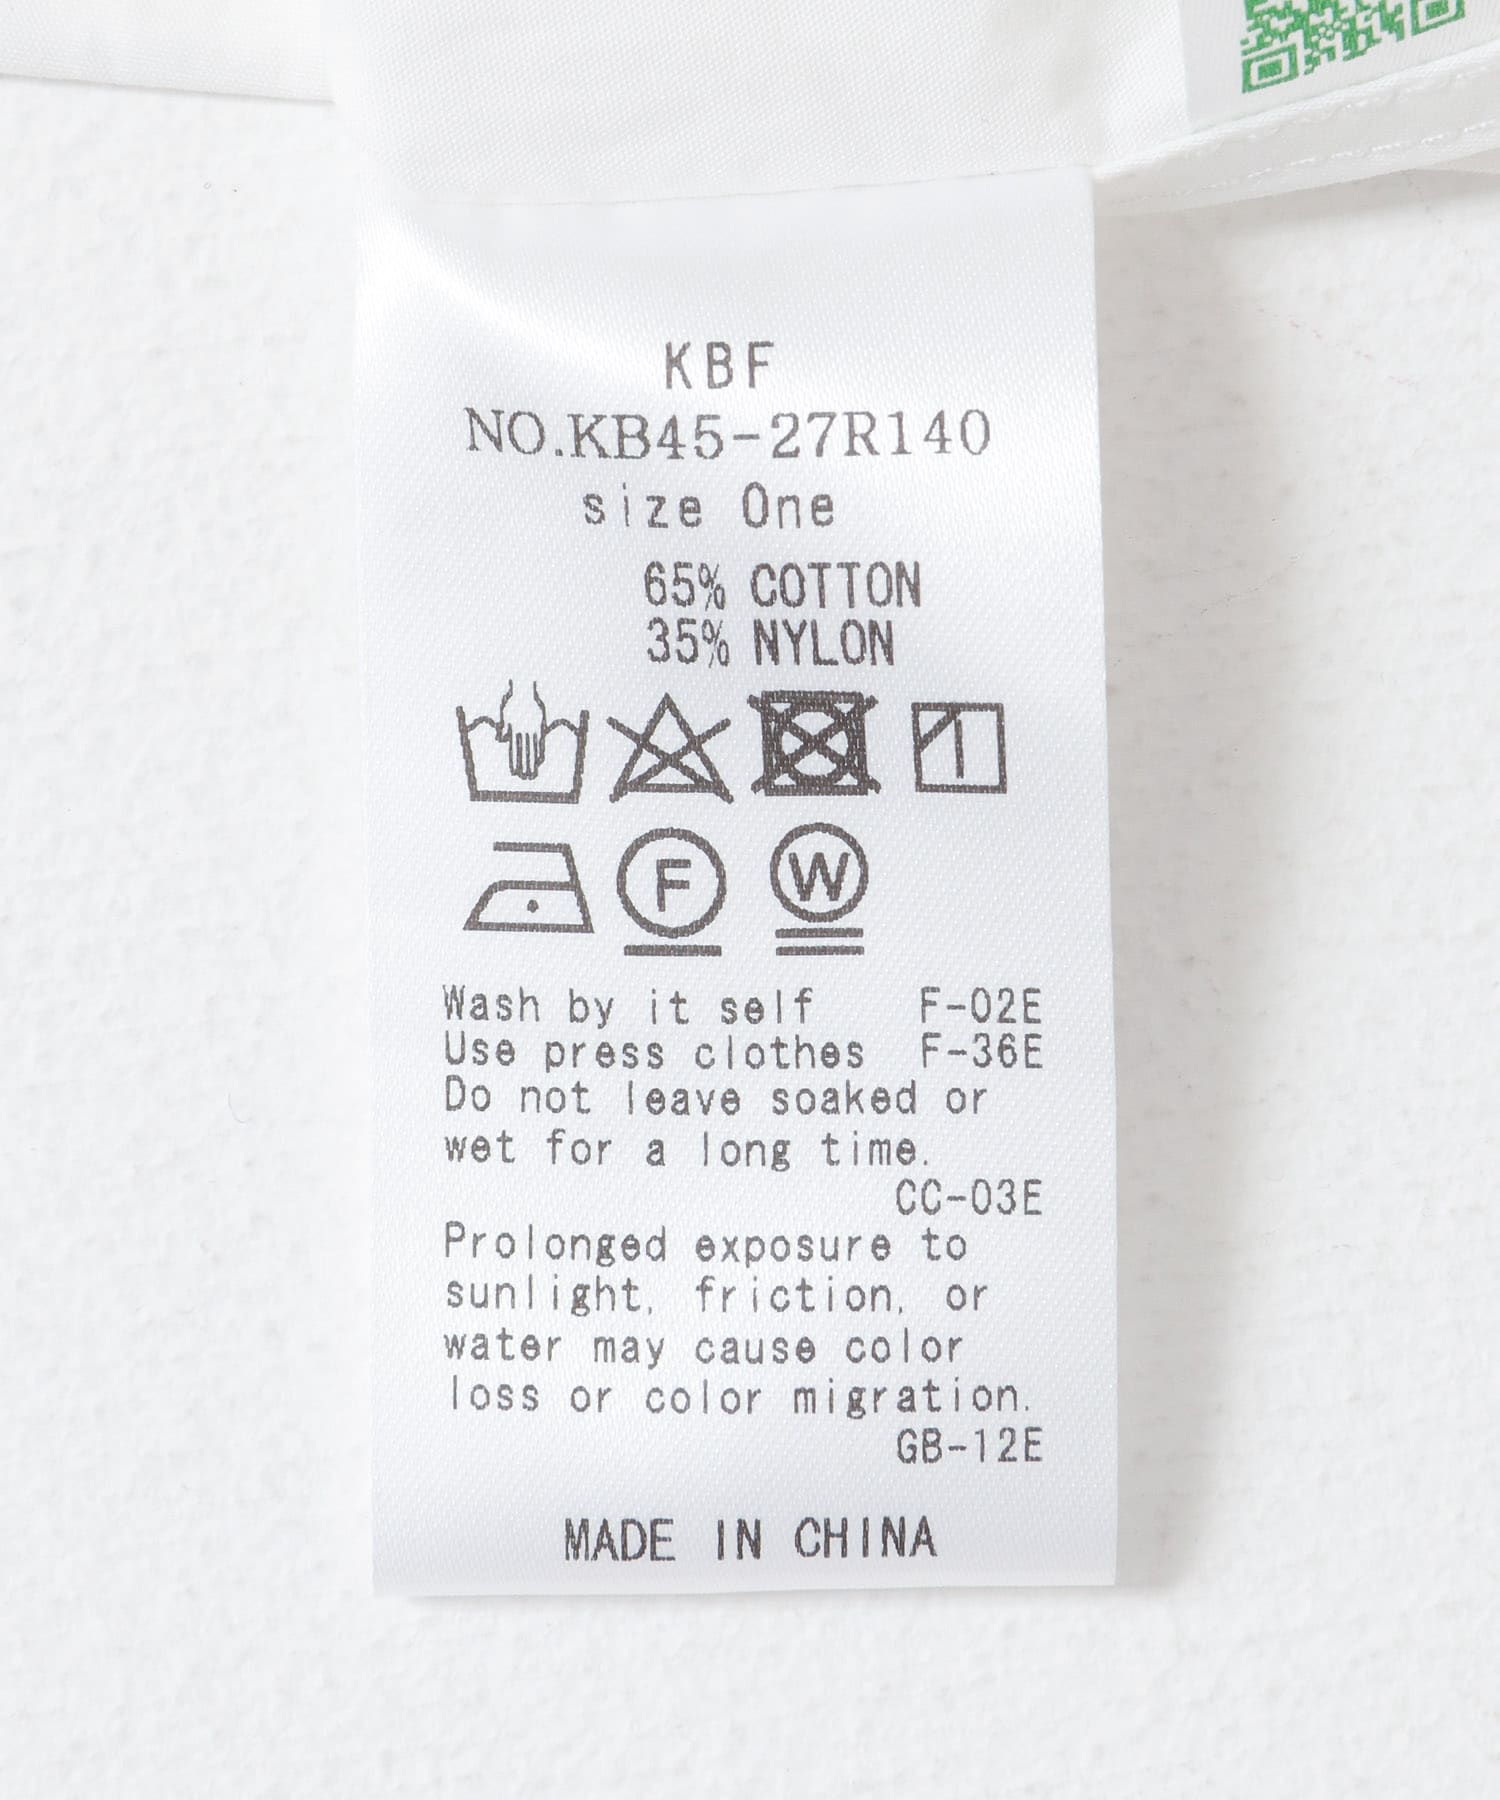 KBF
NO.KB45-27R140
size One
65% COTTON
35% NYLON
F
W
Wash by it self F-02E
Use press clothes F-36E
Do not leave soaked or
wet for a long time.
CC-03E
Prolonged exposure to
sunlight, friction, or
water may cause color
loss or color migration.
GB-12E
MADE IN CHINA